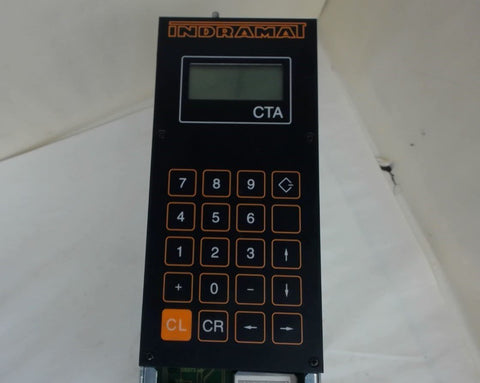 INDRAMAT
CTA
7 8 9
4 5 6
1 2 3 ↑
+ 0 - ↓
CL CR ← →